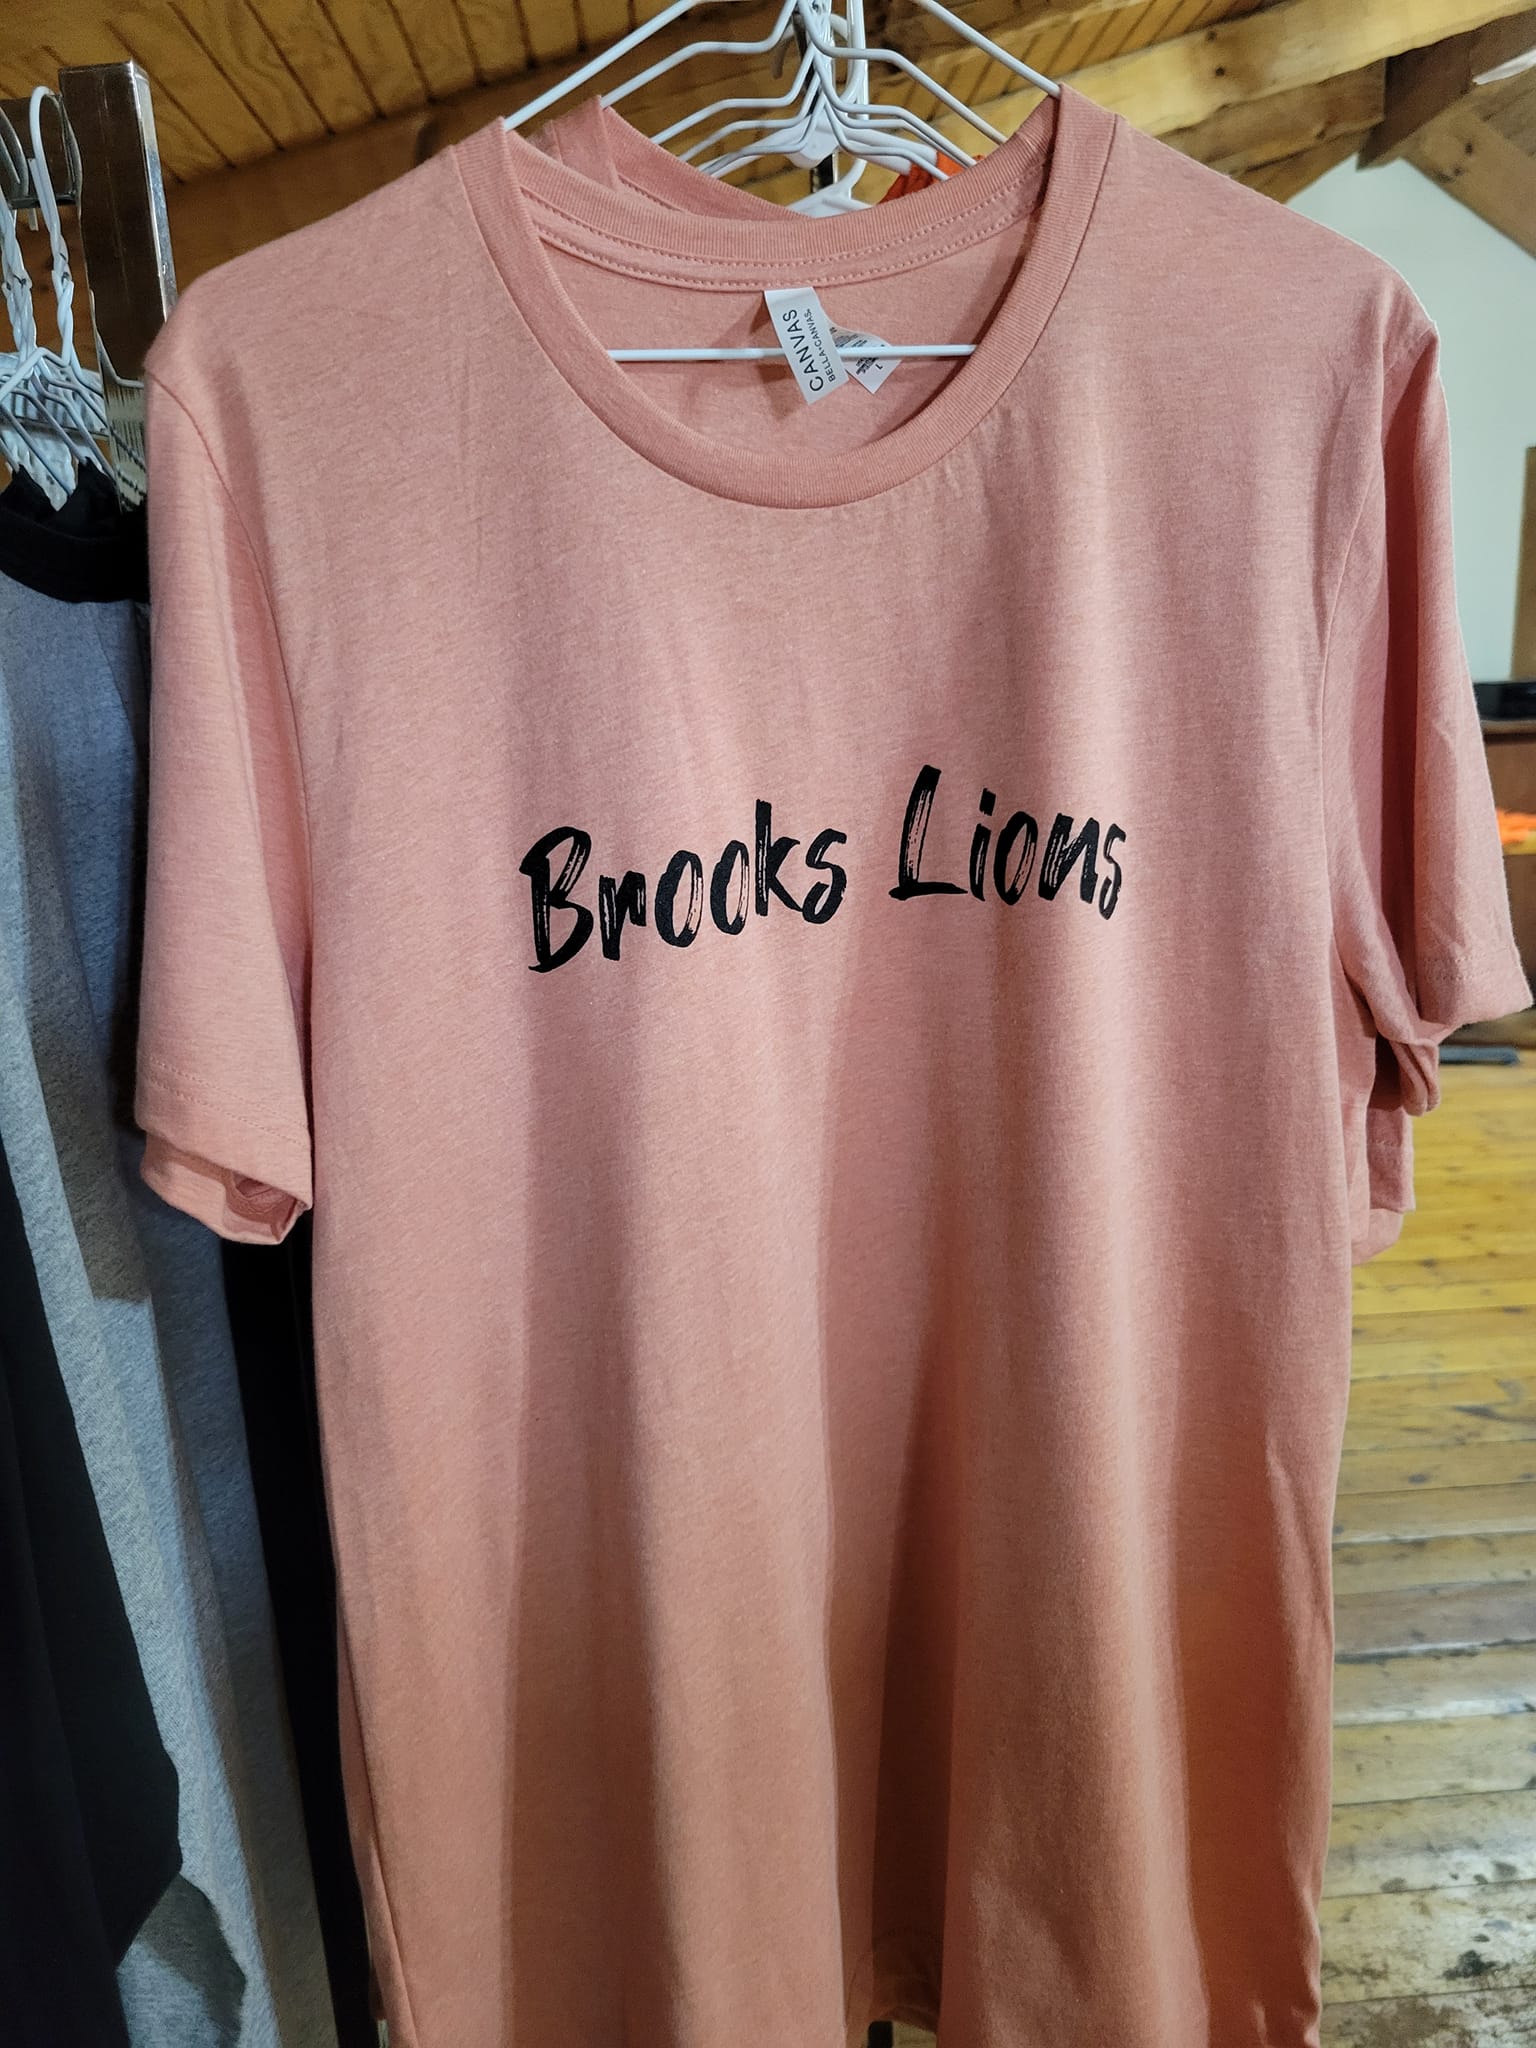 CANVAS
BELLA+CANVAS.
L
Brooks Lions